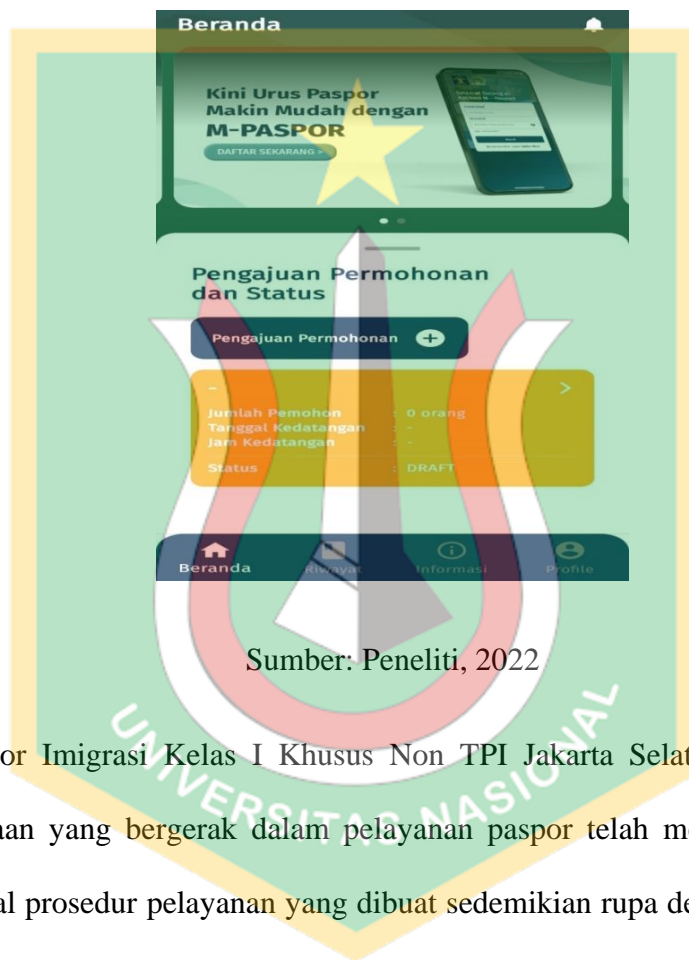 Beranda
Kini Urus Paspor
Makin Mudah dengan
M-PASPOR
DAFTAR SEKARANG >
Pengajuan Permohonan
dan Status
Pengajuan Permohonan +
-
Jumlah Pemohon : 0 orang
Tanggal Kedatangan : -
Jam Kedatangan : -
Status : DRAFT
Beranda Riwayat Informasi Profile
Sumber: Peneliti, 2022
UNIVERSITAS NASIONAL
or Imigrasi Kelas I Khusus Non TPI Jakarta Selat
aan yang bergerak dalam pelayanan paspor telah me
al prosedur pelayanan yang dibuat sedemikian rupa de